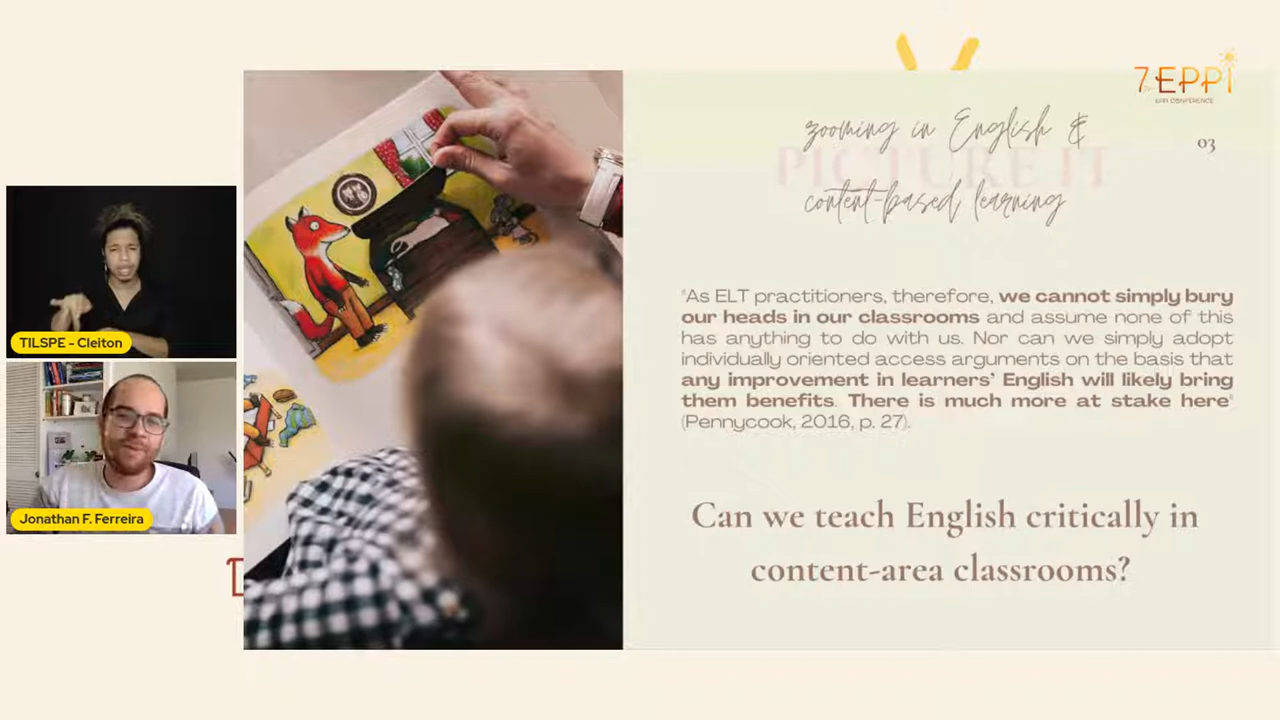 7EPPI
EPPI CONFERENCE
zooming in English &
03
PICTURE IT
content-based learning
TILSPE - Cleiton
Jonathan F. Ferreira
"As ELT practitioners, therefore, we cannot simply bury
our heads in our classrooms and assume none of this
has anything to do with us. Nor can we simply adopt
individually oriented access arguments on the basis that
any improvement in learners' English will likely bring
them benefits. There is much more at stake here"
(Pennycook, 2016, p. 27).
Can we teach English critically in
content-area classrooms?